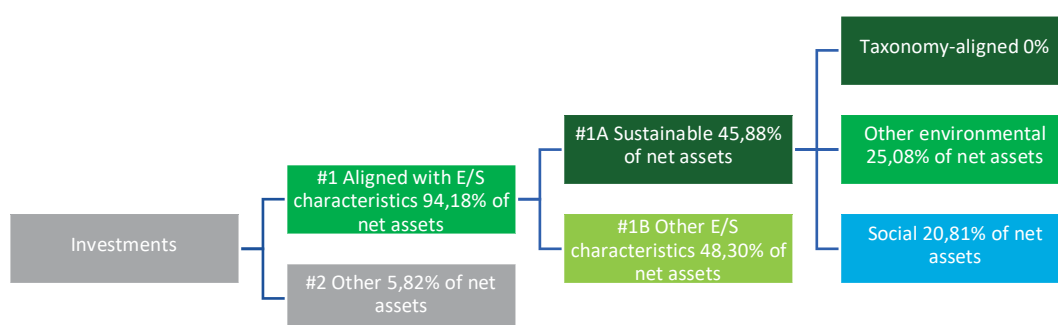 Investments
#1 Aligned with E/S
characteristics 94,18% of
net assets
#2 Other 5,82% of net
assets
#1A Sustainable 45,88%
of net assets
#1B Other E/S
characteristics 48,30% of
net assets
Taxonomy-aligned 0%
Other environmental
25,08% of net assets
Social 20,81% of net
assets